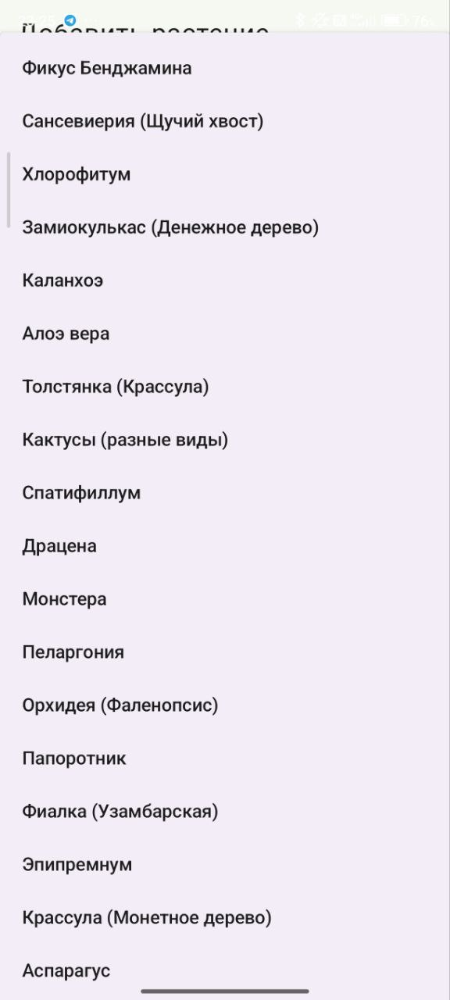 Добавить растение
76
Фикус Бенджамина
Сансевиерия (Щучий хвост)
Хлорофитум
Замиокулькас (Денежное дерево)
Каланхоэ
Алоэ вера
Толстянка (Крассула)
Кактусы (разные виды)
Спатифиллум
Драцена
Монстера
Пеларгония
Орхидея (Фаленопсис)
Папоротник
Фиалка (Узамбарская)
Эпипремнум
Крассула (Монетное дерево)
Аспарагус